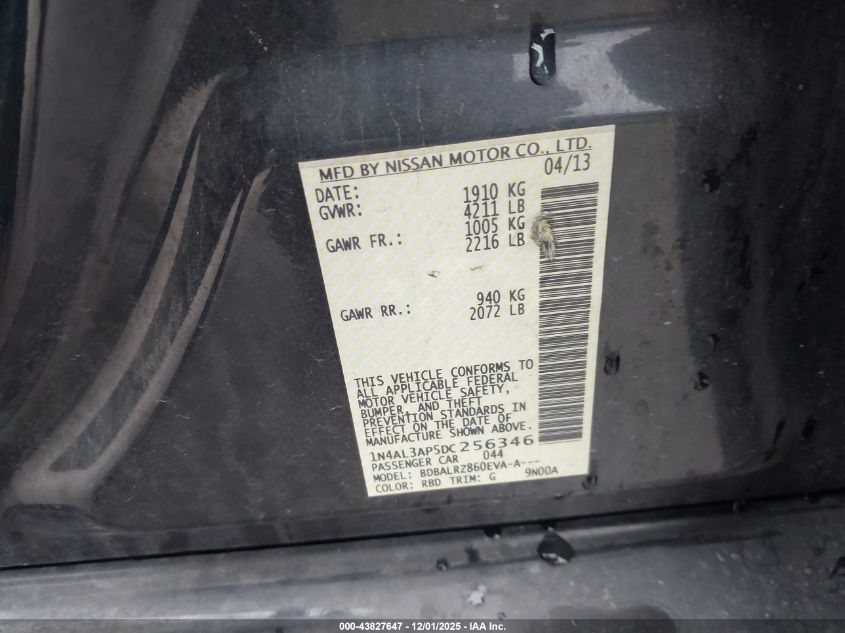 MFD BY NISSAN MOTOR CO., LTD.
DATE: 04/13
GVWR: 1910 KG
4211 LB
GAWR FR.: 1005 KG
2216 LB
GAWR RR.: 940 KG
2072 LB
THIS VEHICLE CONFORMS TO
ALL APPLICABLE FEDERAL
MOTOR VEHICLE SAFETY,
BUMPER, AND THEFT
PREVENTION STANDARDS IN
EFFECT ON THE DATE OF
MANUFACTURE SHOWN ABOVE.
1N4AL3AP5DC256346
PASSENGER CAR 044
MODEL: BDBALRZ860EVA-A---
COLOR: RBD TRIM: G 9N00A
000-43827647 - 12/01/2025 - IAA Inc.